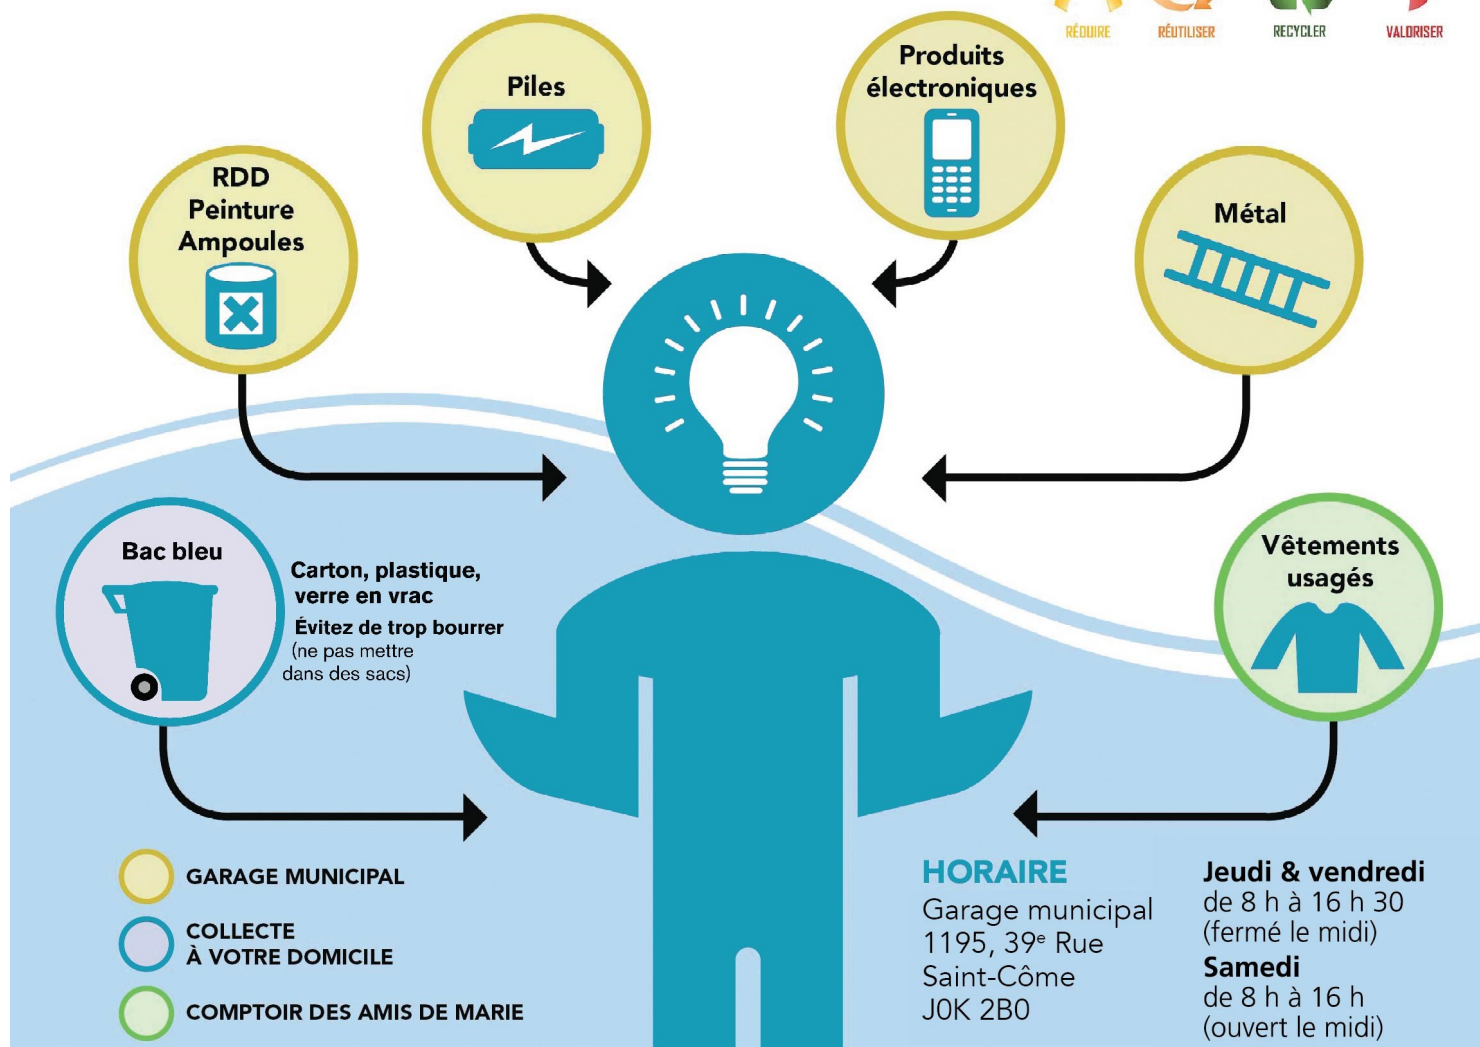 RÉDUIRE
RÉUTILISER
RECYCLER
VALORISER
Piles
Produits
électroniques
RDD
Peinture
Ampoules
Métal
Bac bleu
Carton, plastique,
verre en vrac
Évitez de trop bourrer
(ne pas mettre
dans des sacs)
Vêtements
usagés
GARAGE MUNICIPAL
COLLECTE
À VOTRE DOMICILE
COMPTOIR DES AMIS DE MARIE
HORAIRE
Garage municipal
1195, 39e Rue
Saint-Côme
J0K 2B0
Jeudi & vendredi
de 8 h à 16 h 30
(fermé le midi)
Samedi
de 8 h à 16 h
(ouvert le midi)